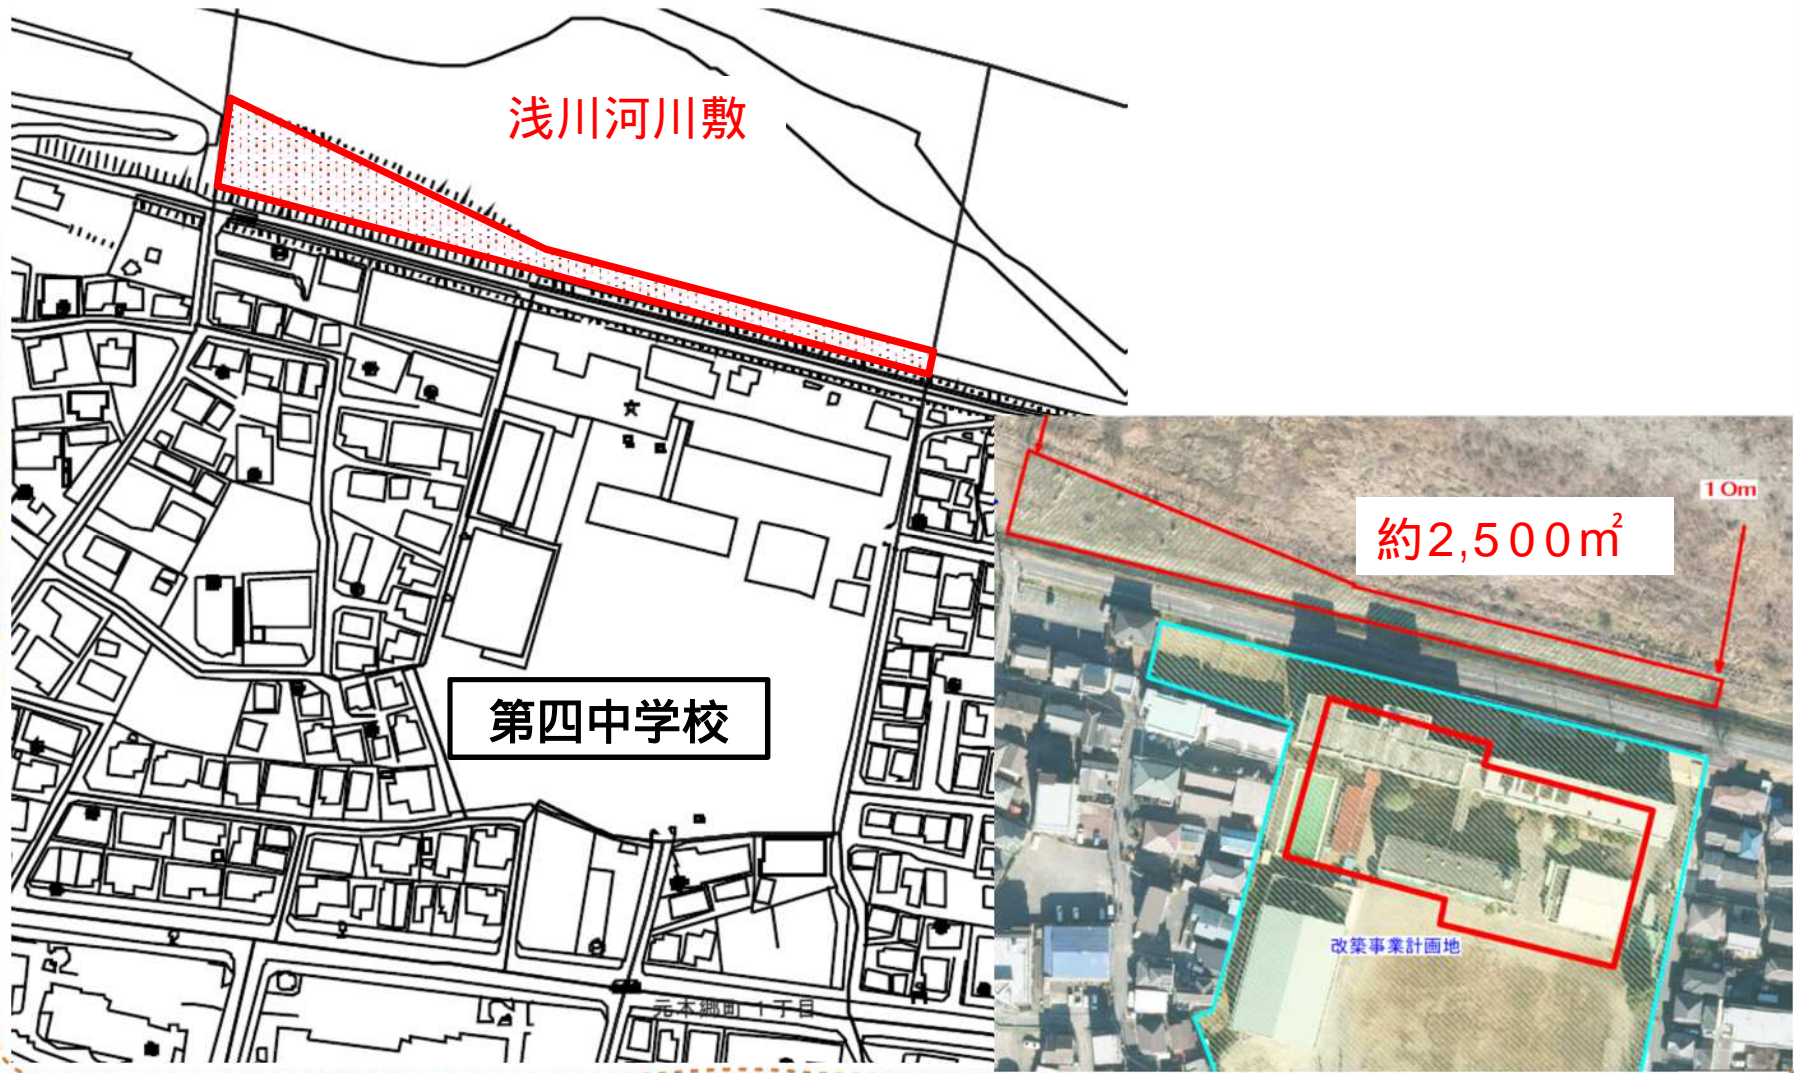 浅川河川敷
10m
約2,500㎡
文
第四中学校
改築事業計画地
元本郷町1丁目